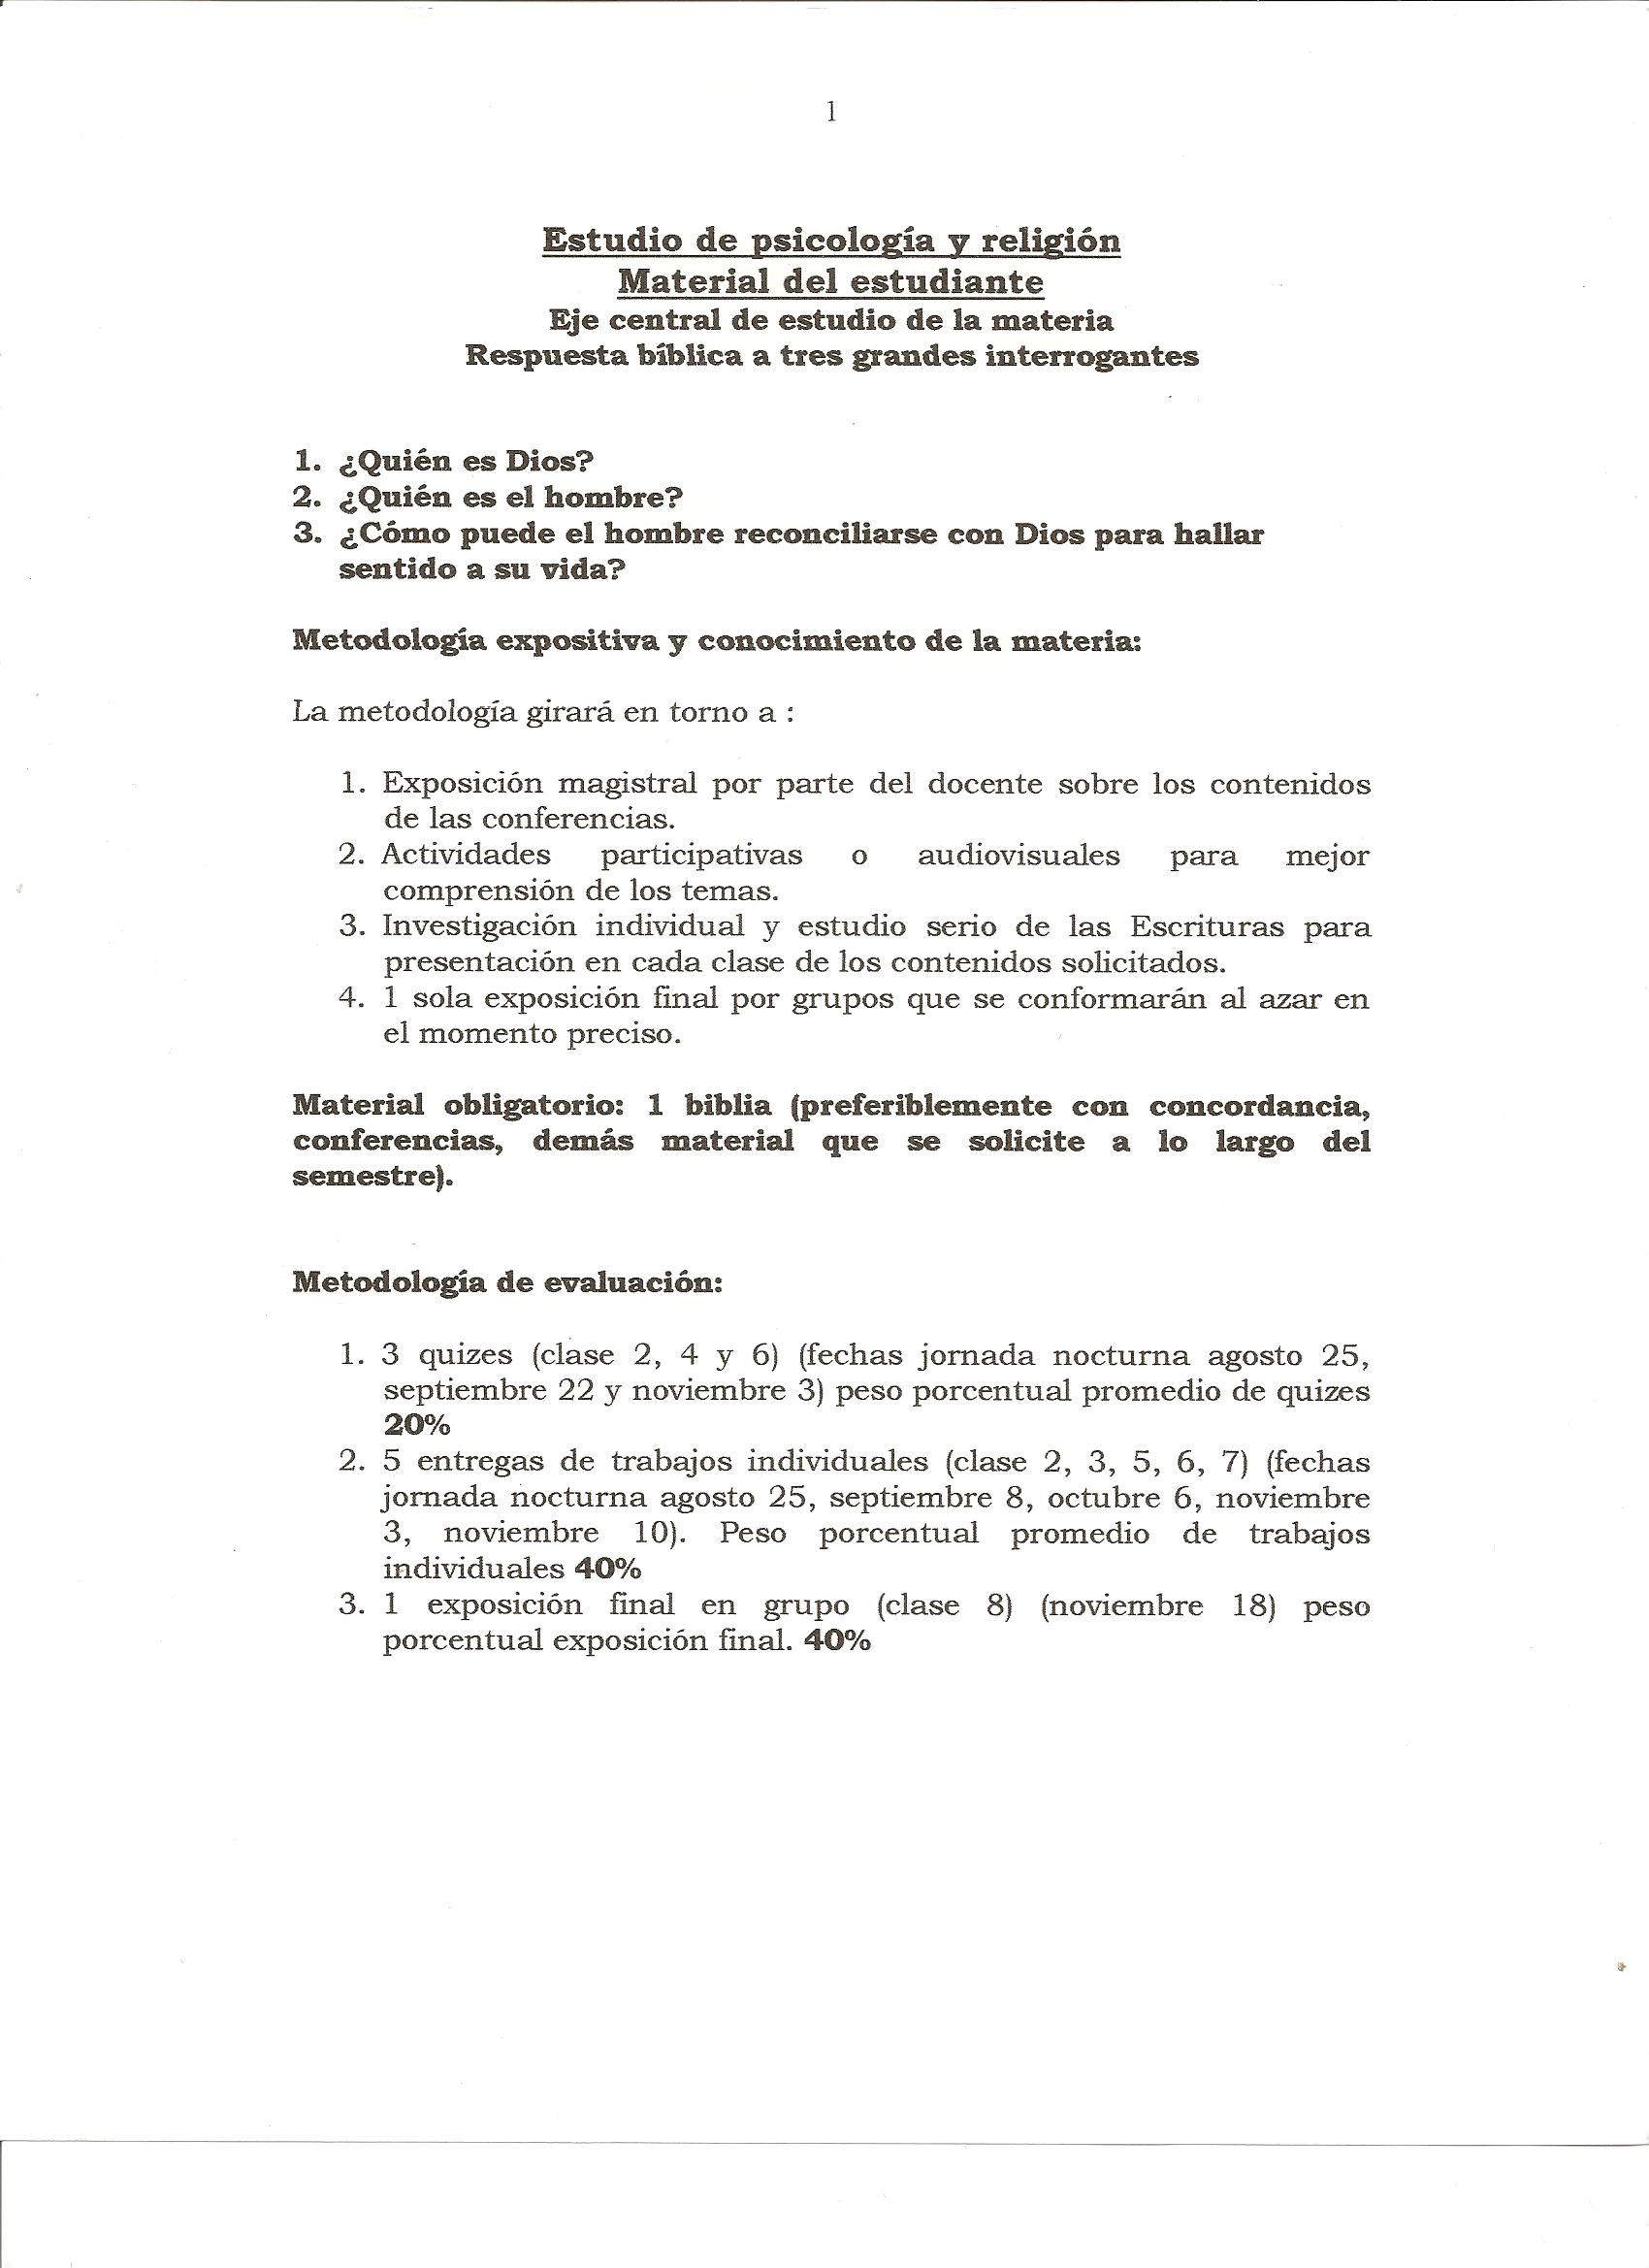 1
Estudio de psicología y religión
Material del estudiante
Eje central de estudio de la materia
Respuesta bíblica a tres grandes interrogantes
1. ¿Quién es Dios?
2. ¿Quién es el hombre?
3. ¿Cómo puede el hombre reconciliarse con Dios para hallar
sentido a su vida?
Metodología expositiva y conocimiento de la materia:
La metodología girará en torno a :
1. Exposición magistral por parte del docente sobre los contenidos
de las conferencias.
2. Actividades participativas o audiovisuales para mejor
comprensión de los temas.
3. Investigación individual y estudio serio de las Escrituras para
presentación en cada clase de los contenidos solicitados.
4. 1 sola exposición final por grupos que se conformarán al azar en
el momento preciso.
Material obligatorio: 1 biblia (preferiblemente con concordancia,
conferencias, demás material que se solicite a lo largo del
semestre).
Metodología de evaluación:
1. 3 quizes (clase 2, 4 y 6) (fechas jornada nocturna agosto 25,
septiembre 22 y noviembre 3) peso porcentual promedio de quizes
20%
2. 5 entregas de trabajos individuales (clase 2, 3, 5, 6, 7) (fechas
jornada nocturna agosto 25, septiembre 8, octubre 6, noviembre
3, noviembre 10). Peso porcentual promedio de trabajos
individuales 40%
3. 1 exposición final en grupo (clase 8) (noviembre 18) peso
porcentual exposición final. 40%